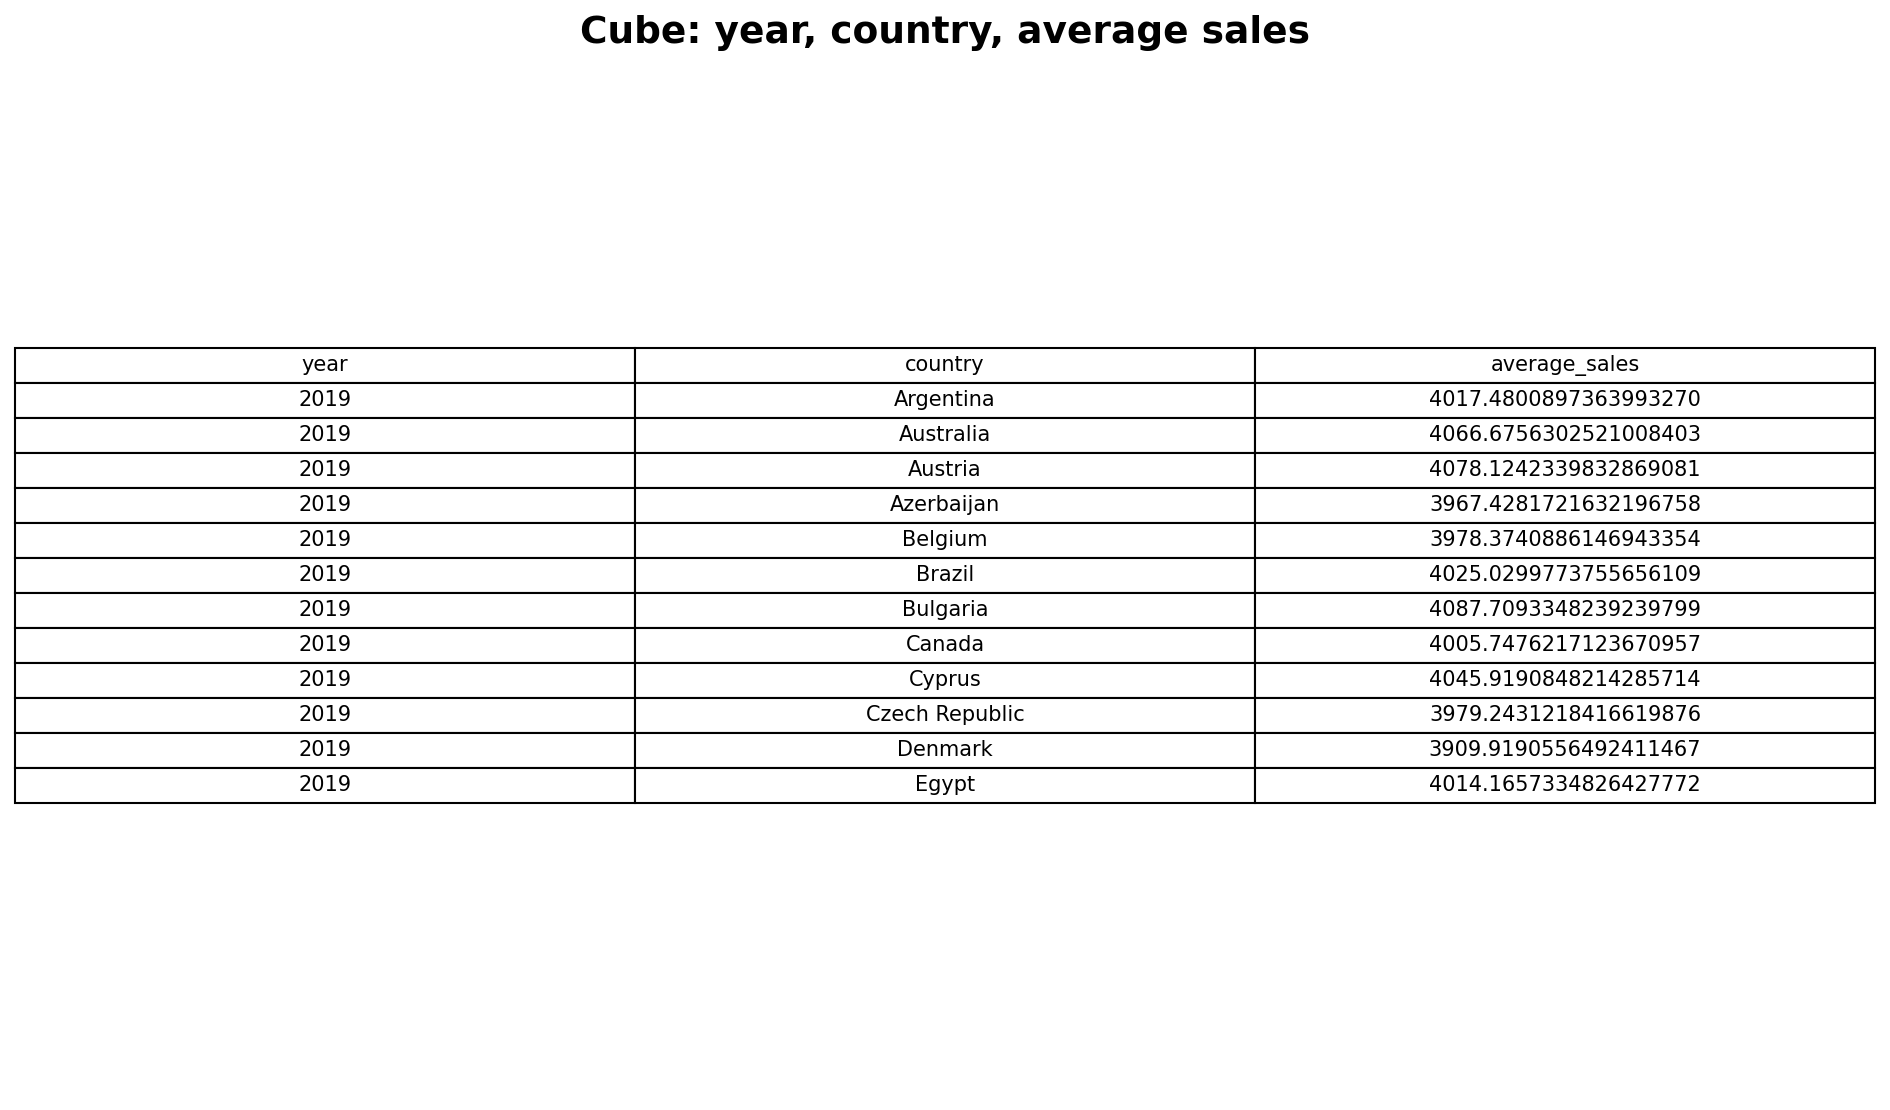 Cube: year, country, average sales
year country average_sales
2019 Argentina 4017.4800897363993270
2019 Australia 4066.6756302521008403
2019 Austria 4078.1242339832869081
2019 Azerbaijan 3967.4281721632196758
2019 Belgium 3978.3740886146943354
2019 Brazil 4025.0299773755656109
2019 Bulgaria 4087.7093348239239799
2019 Canada 4005.7476217123670957
2019 Cyprus 4045.9190848214285714
2019 Czech Republic 3979.2431218416619876
2019 Denmark 3909.9190556492411467
2019 Egypt 4014.1657334826427772